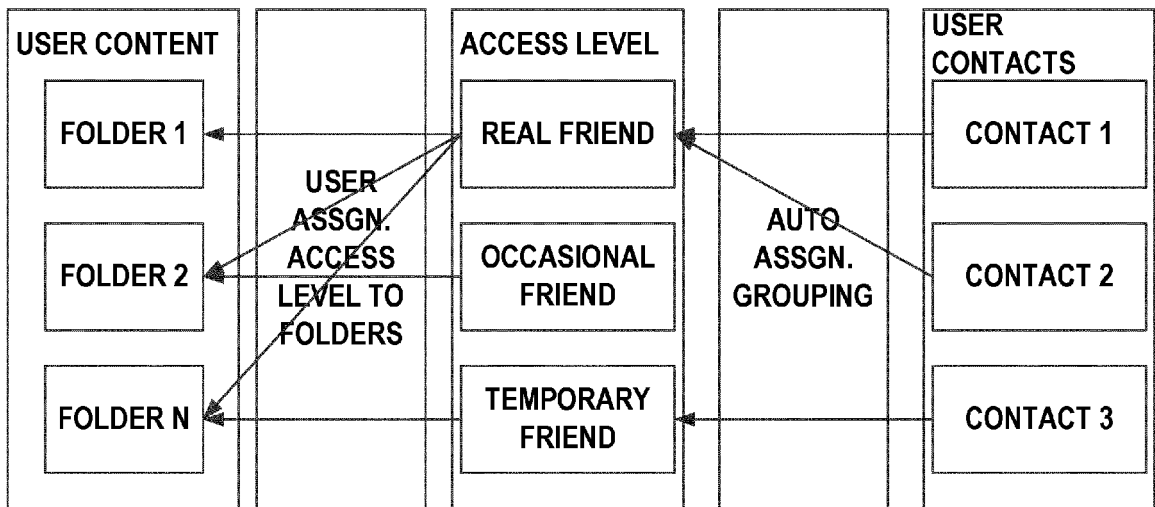 USER CONTENT
FOLDER 1
FOLDER 2
FOLDER N
USER
ASSGN.
ACCESS
LEVEL TO
FOLDERS
ACCESS LEVEL
REAL FRIEND
OCCASIONAL
FRIEND
TEMPORARY
FRIEND
AUTO
ASSGN.
GROUPING
USER
CONTACTS
CONTACT 1
CONTACT 2
CONTACT 3